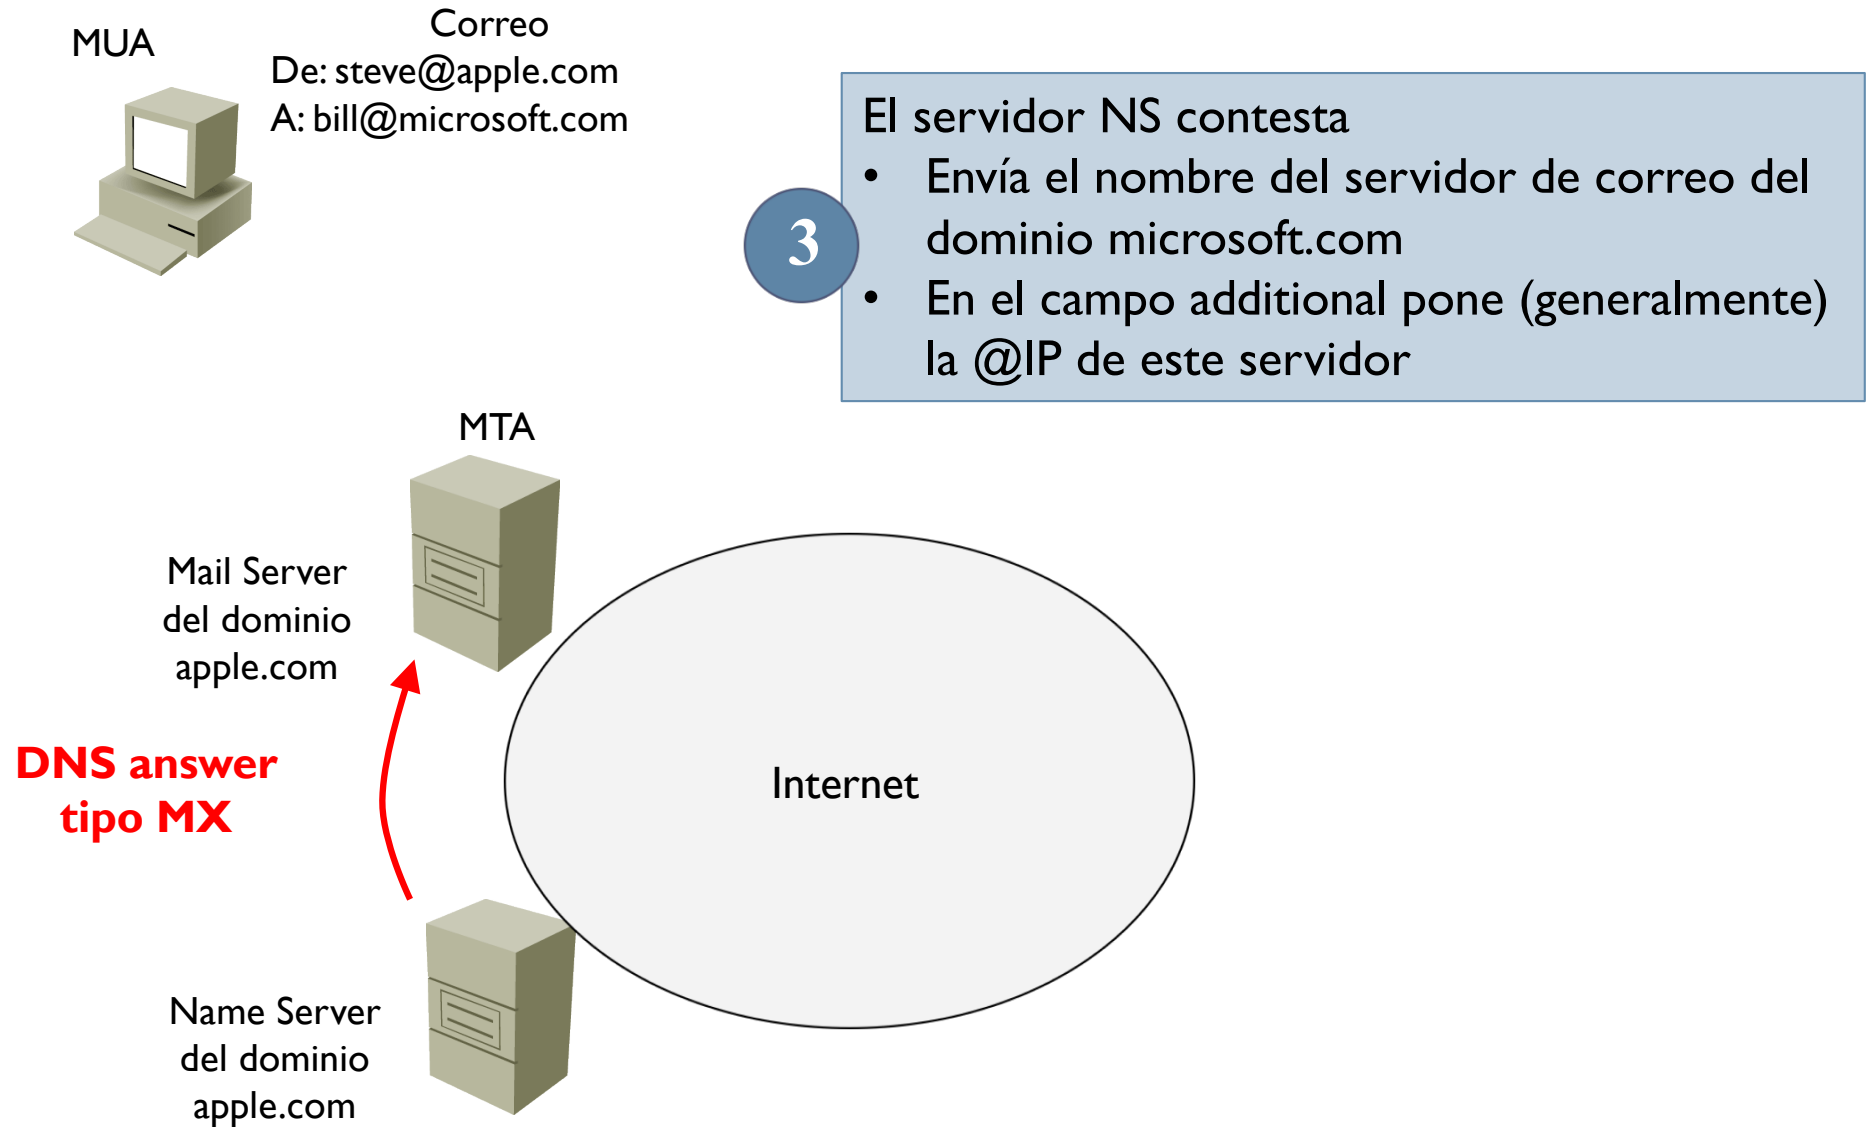 MUA
Correo
De: steve@apple.com
A: bill@microsoft.com
3
El servidor NS contesta
• Envía el nombre del servidor de correo del
dominio microsoft.com
• En el campo additional pone (generalmente)
la @IP de este servidor
MTA
Mail Server
del dominio
apple.com
DNS answer
tipo MX
Internet
Name Server
del dominio
apple.com